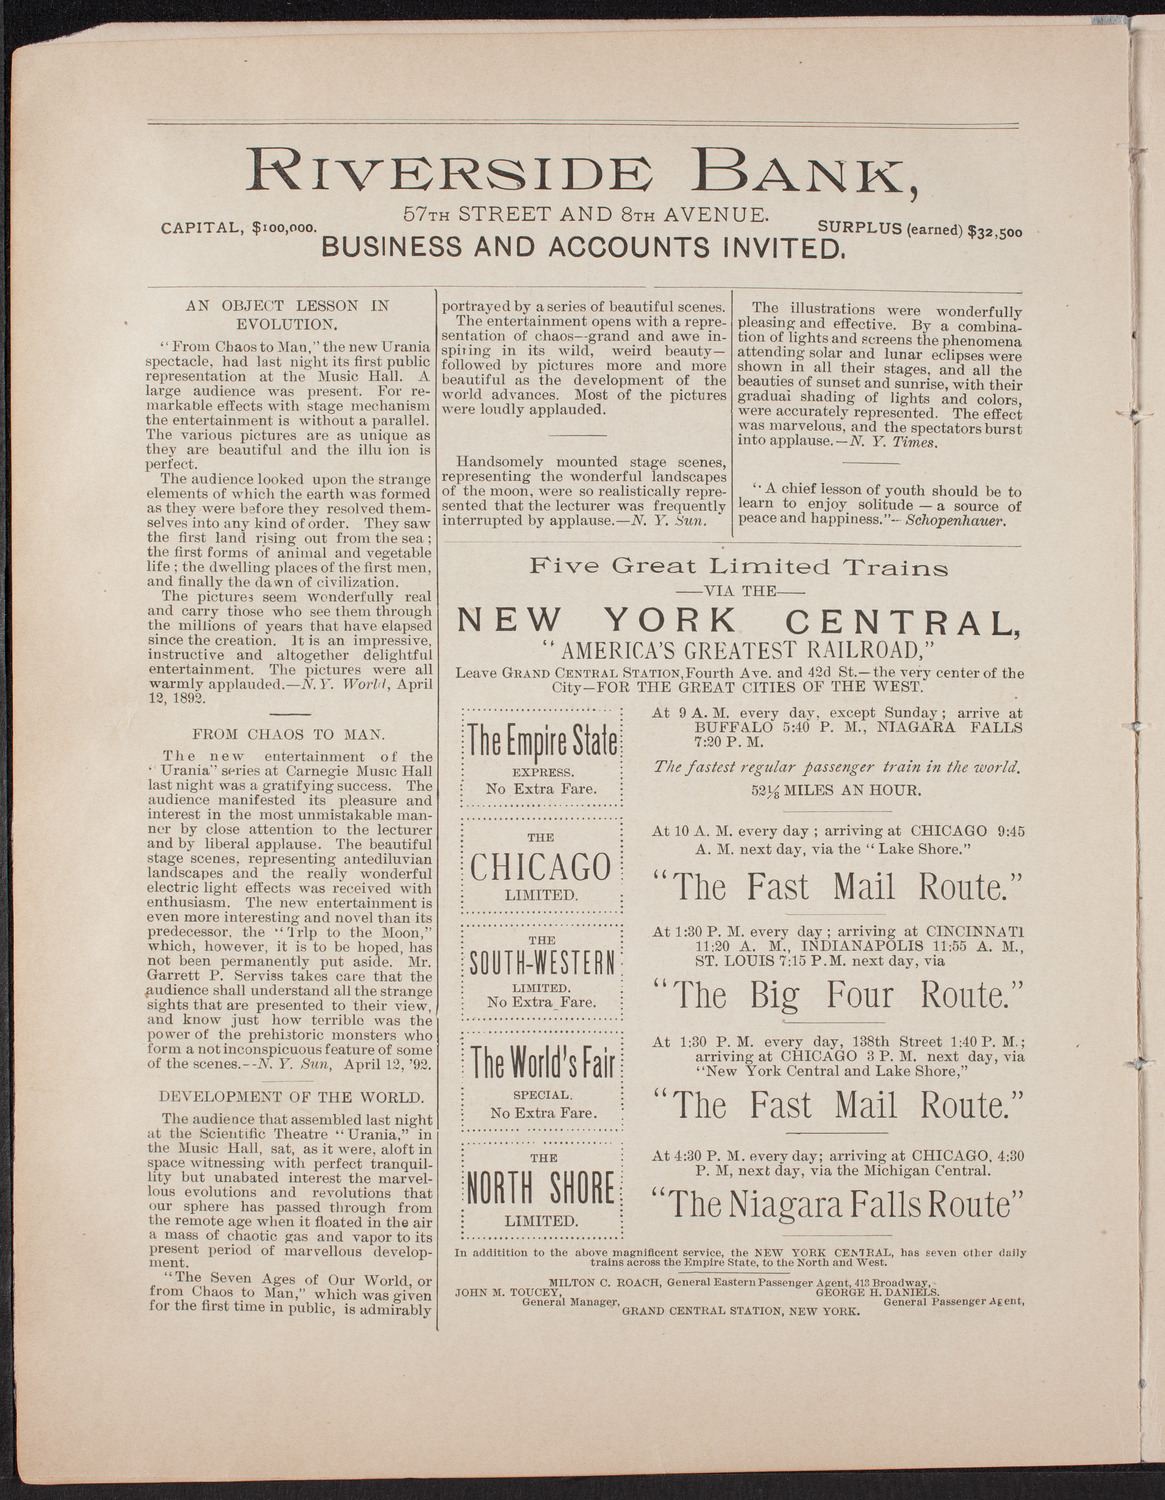 RIVERSIDE BANK,
57TH STREET AND 8TH AVENUE.
CAPITAL, $100,000.
SURPLUS (earned) $32,500
BUSINESS AND ACCOUNTS INVITED.
AN OBJECT LESSON IN
EVOLUTION.
"From Chaos to Man," the new Urania
spectacle, had last night its first public
representation at the Music Hall. A
large audience was present. For re-
markable effects with stage mechanism
the entertainment is without a parallel.
The various pictures are as unique as
they are beautiful and the illu ion is
perfect.
The audience looked upon the strange
elements of which the earth was formed
as they were before they resolved them-
selves into any kind of order. They saw
the first land rising out from the sea;
the first forms of animal and vegetable
life; the dwelling places of the first men,
and finally the dawn of civilization.
The pictures seem wonderfully real
and carry those who see them through
the millions of years that have elapsed
since the creation. It is an impressive,
instructive and altogether delightful
entertainment. The pictures were all
warmly applauded.—N. Y. World, April
12, 1892.
FROM CHAOS TO MAN.
The new entertainment of the
"Urania" series at Carnegie Music Hall
last night was a gratifying success. The
audience manifested its pleasure and
interest in the most unmistakable man-
ner by close attention to the lecturer
and by liberal applause. The beautiful
stage scenes, representing antediluvian
landscapes and the really wonderful
electric light effects was received with
enthusiasm. The new entertainment is
even more interesting and novel than its
predecessor, the "Trlp to the Moon,"
which, however, it is to be hoped, has
not been permanently put aside. Mr.
Garrett P. Serviss takes care that the
audience shall understand all the strange
sights that are presented to their view,
and know just how terrible was the
power of the prehistoric monsters who
form a not inconspicuous feature of some
of the scenes.--N. Y. Sun, April 12, '92.
DEVELOPMENT OF THE WORLD.
The audience that assembled last night
at the Scientific Theatre "Urania," in
the Music Hall, sat, as it were, aloft in
space witnessing with perfect tranquil-
lity but unabated interest the marvel-
lous evolutions and revolutions that
our sphere has passed through from
the remote age when it floated in the air
a mass of chaotic gas and vapor to its
present period of marvellous develop-
ment.
"The Seven Ages of Our World, or
from Chaos to Man," which was given
for the first time in public, is admirably
portrayed by a series of beautiful scenes.
The entertainment opens with a repre-
sentation of chaos—grand and awe in-
spiring in its wild, weird beauty—
followed by pictures more and more
beautiful as the development of the
world advances. Most of the pictures
were loudly applauded.
Handsomely mounted stage scenes,
representing the wonderful landscapes
of the moon, were so realistically repre-
sented that the lecturer was frequently
interrupted by applause.—N. Y. Sun.
The illustrations were wonderfully
pleasing and effective. By a combina-
tion of lights and screens the phenomena
attending solar and lunar eclipses were
shown in all their stages, and all the
beauties of sunset and sunrise, with their
gradual shading of lights and colors,
were accurately represented. The effect
was marvelous, and the spectators burst
into applause.—N. Y. Times.
"A chief lesson of youth should be to
learn to enjoy solitude — a source of
peace and happiness."— Schopenhauer.
Five Great Limited Trains
—VIA THE—
NEW YORK CENTRAL,
"AMERICA'S GREATEST RAILROAD,"
Leave GRAND CENTRAL STATION, Fourth Ave. and 42d St.—the very center of the
City—FOR THE GREAT CITIES OF THE WEST.
The Empire State
EXPRESS.
No Extra Fare.
At 9 A. M. every day, except Sunday; arrive at
BUFFALO 5:40 P. M., NIAGARA FALLS
7:20 P. M.
The fastest regular passenger train in the world.
52⅙ MILES AN HOUR.
THE
CHICAGO
LIMITED.
At 10 A. M. every day; arriving at CHICAGO 9:45
A. M. next day, via the "Lake Shore."
"The Fast Mail Route."
THE
SOUTH-WESTERN
LIMITED.
No Extra Fare.
At 1:30 P. M. every day; arriving at CINCINNATI
11:20 A. M., INDIANAPOLIS 11:55 A. M.,
ST. LOUIS 7:15 P. M. next day, via
"The Big Four Route."
The World's Fair
SPECIAL.
No Extra Fare.
At 1:30 P. M. every day, 138th Street 1:40 P. M.;
arriving at CHICAGO 3 P. M. next day, via
"New York Central and Lake Shore,"
"The Fast Mail Route."
THE
NORTH SHORE
LIMITED.
At 4:30 P. M. every day; arriving at CHICAGO, 4:30
P. M, next day, via the Michigan Central.
"The Niagara Falls Route"
In addittion to the above magnificent service, the NEW YORK CENTRAL, has seven other daily
trains across the Empire State, to the North and West.
MILTON C. ROACH, General Eastern Passenger Agent, 413 Broadway,
JOHN M. TOUCEY,
General Manager,
GEORGE H. DANIELS.
General Passenger Agent,
GRAND CENTRAL STATION, NEW YORK.